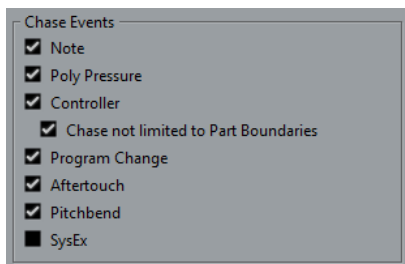 Chase Events
Note
Poly Pressure
Controller
Chase not limited to Part Boundaries
Program Change
Aftertouch
Pitchbend
SysEx